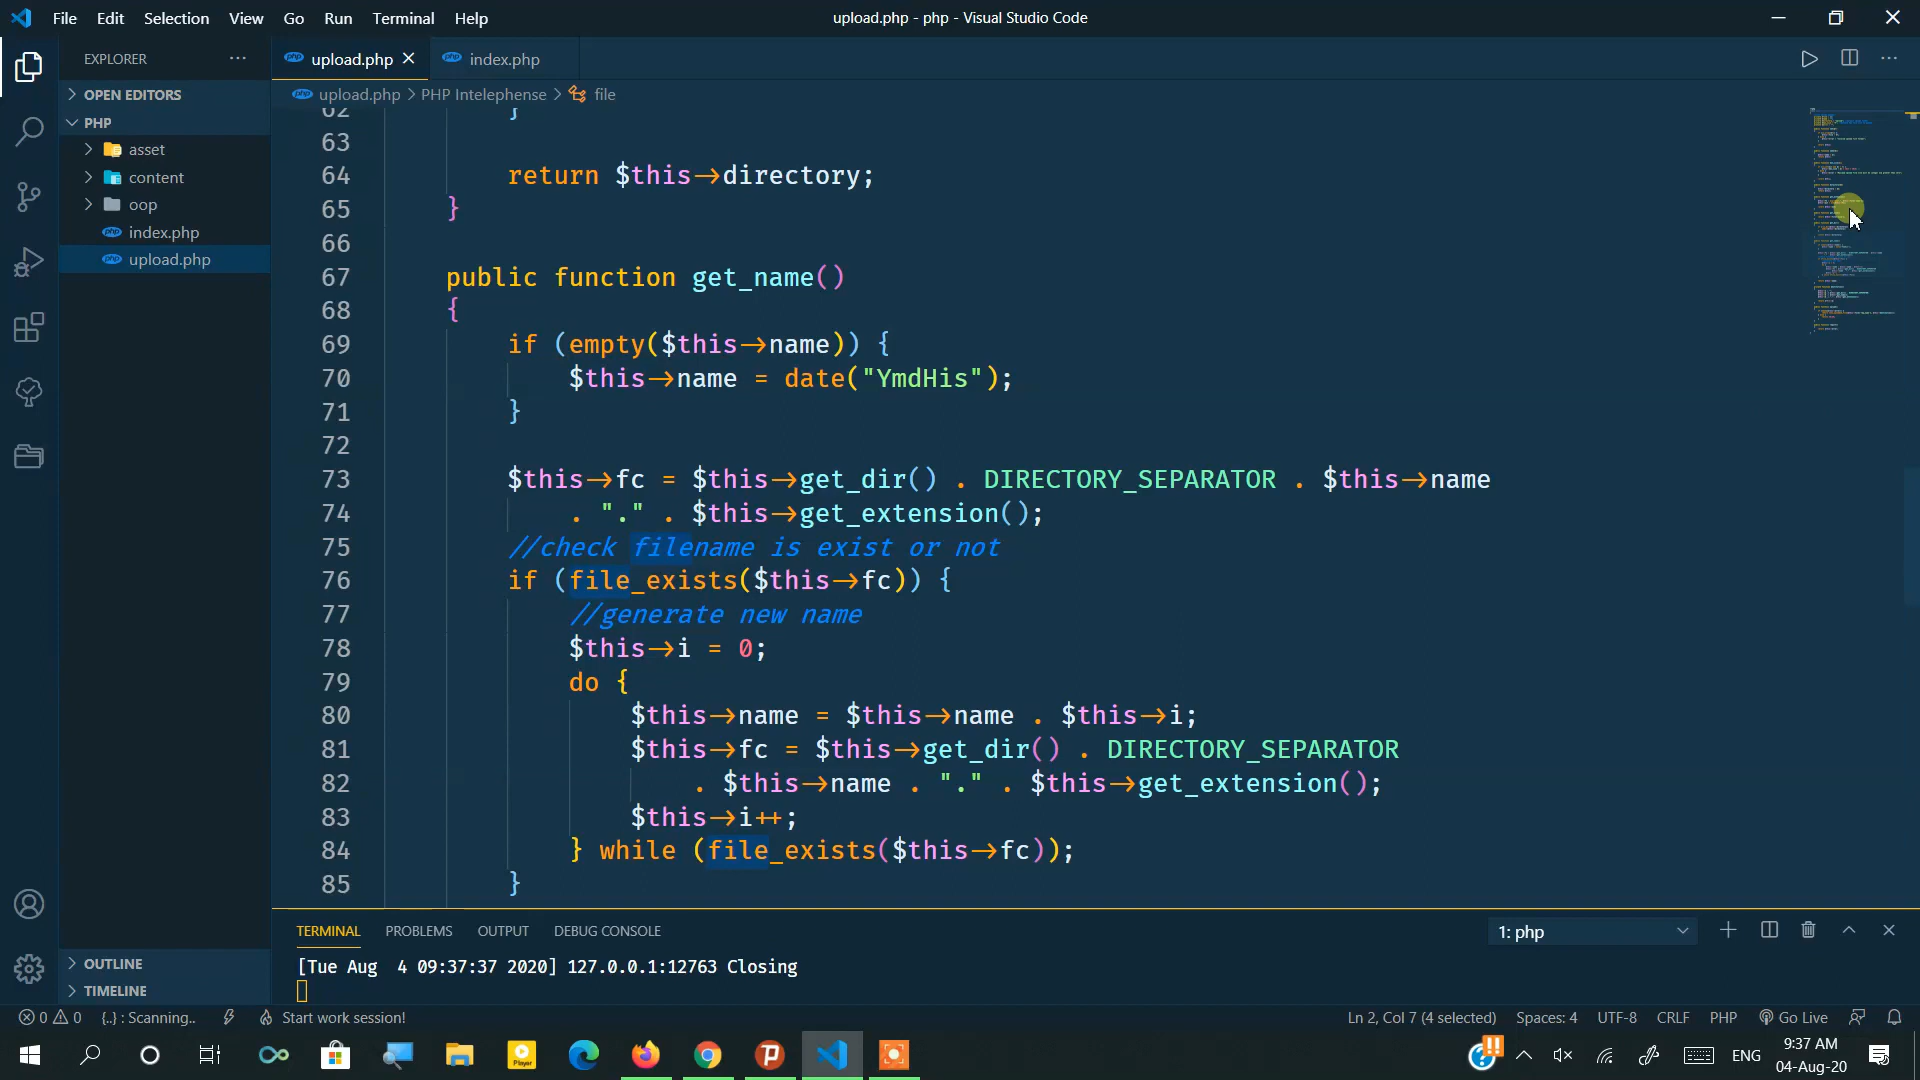 File Edit Selection View Go Run Terminal Help
upload.php - php - Visual Studio Code
EXPLORER
upload.php
index.php
OPEN EDITORS
upload.php > PHP Intelephense > file
PHP
asset
content
oop
index.php
upload.php
62 }
63
64 return $this->directory;
65 }
66
67 public function get_name()
68 {
69 if (empty($this->name)) {
70 $this->name = date("YmdHis");
71 }
72
73 $this->fc = $this->get_dir() . DIRECTORY_SEPARATOR . $this->name
74 . "." . $this->get_extension();
75 //check filename is exist or not
76 if (file_exists($this->fc)) {
77 //generate new name
78 $this->i = 0;
79 do {
80 $this->name = $this->name . $this->i;
81 $this->fc = $this->get_dir() . DIRECTORY_SEPARATOR
82 . $this->name . "." . $this->get_extension();
83 $this->i++;
84 } while (file_exists($this->fc));
85 }
TERMINAL PROBLEMS OUTPUT DEBUG CONSOLE
1: php
[Tue Aug 4 09:37:37 2020] 127.0.0.1:12763 Closing
OUTLINE
TIMELINE
0 0 {..} : Scanning.. Start work session!
Ln 2, Col 7 (4 selected) Spaces: 4 UTF-8 CRLF PHP Go Live
ENG
9:37 AM
04-Aug-20